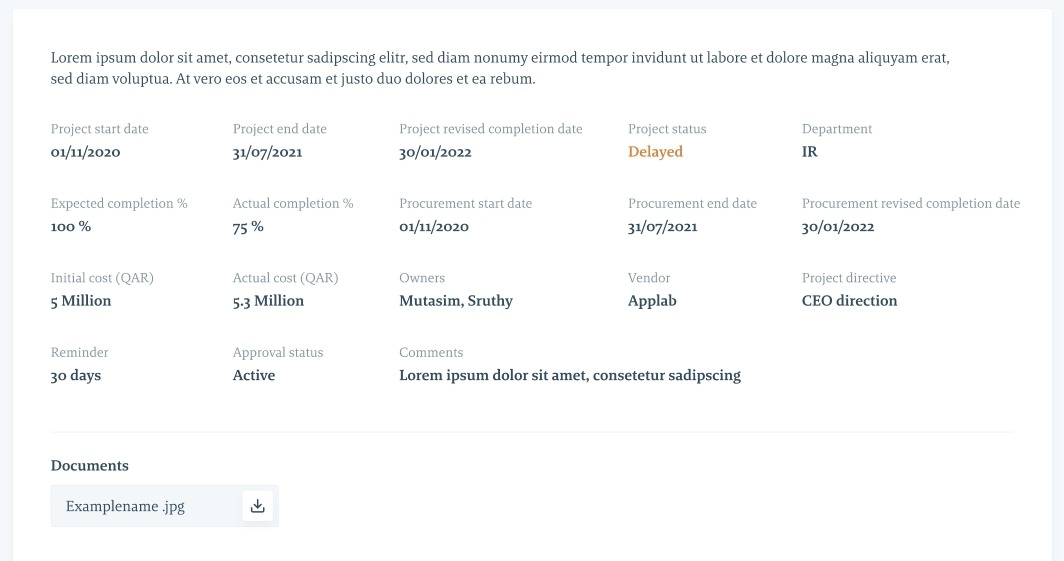 Lorem ipsum dolor sit amet, consetetur sadipscing elitr, sed diam nonumy eirmod tempor invidunt ut labore et dolore magna aliquyam erat,
sed diam voluptua. At vero eos et accusam et justo duo dolores et ea rebum.
Project start date Project end date Project revised completion date Project status Department
01/11/2020 31/07/2021 30/01/2022 Delayed IR
Expected completion % Actual completion % Procurement start date Procurement end date Procurement revised completion date
100 % 75 % 01/11/2020 31/07/2021 30/01/2022
Initial cost (QAR) Actual cost (QAR) Owners Vendor Project directive
5 Million 5.3 Million Mutasim, Sruthy Applab CEO direction
Reminder Approval status Comments
30 days Active Lorem ipsum dolor sit amet, consetetur sadipscing
Documents
Examplename .jpg